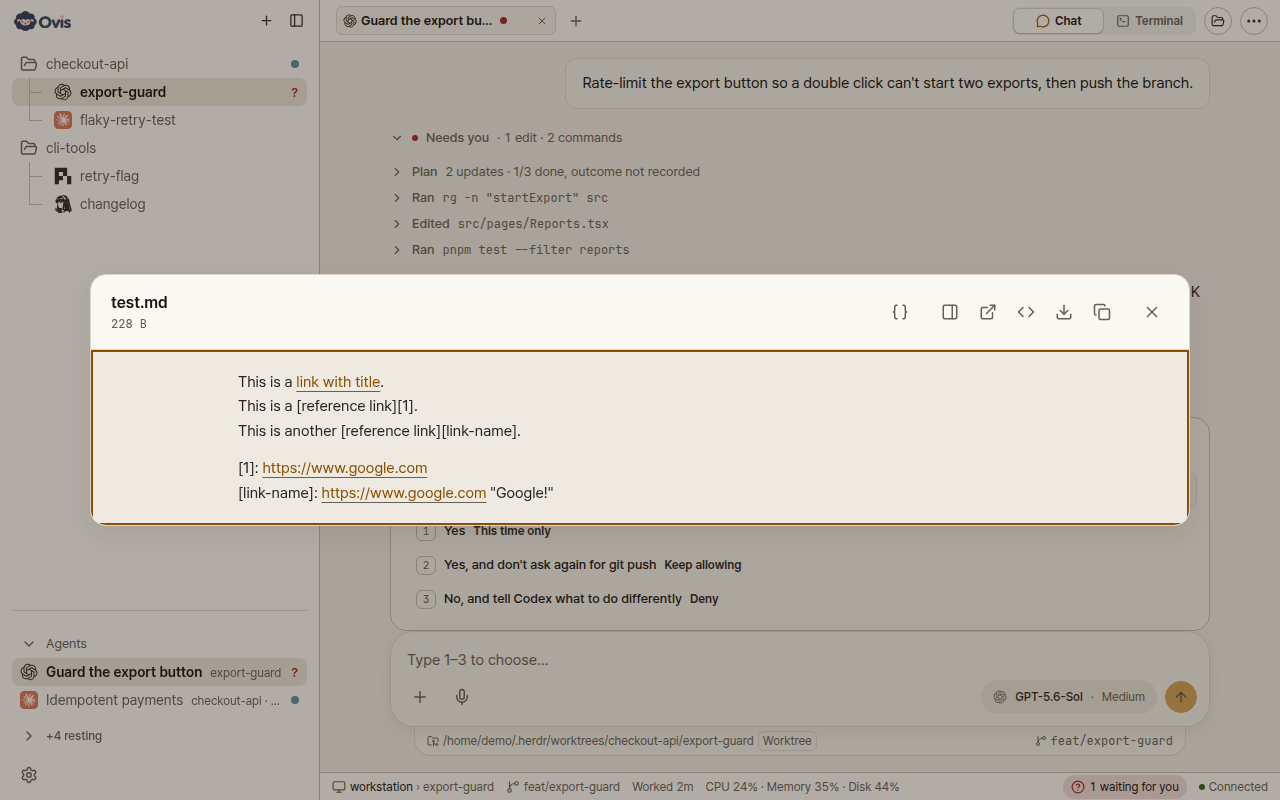 Ovis
Guard the export bu...
Chat
Terminal
checkout-api
export-guard
?
flaky-retry-test
cli-tools
retry-flag
changelog
Rate-limit the export button so a double click can't start two exports, then push the branch.
Needs you · 1 edit · 2 commands
Plan 2 updates · 1/3 done, outcome not recorded
Ran rg -n "startExport" src
Edited src/pages/Reports.tsx
Ran pnpm test --filter reports
K
test.md
228 B
This is a link with title.
This is a [reference link][1].
This is another [reference link][link-name].
[1]: https://www.google.com
[link-name]: https://www.google.com "Google!"
1 Yes This time only
2 Yes, and don't ask again for git push Keep allowing
3 No, and tell Codex what to do differently Deny
Type 1–3 to choose...
GPT-5.6-Sol · Medium
/home/demo/.herdr/worktrees/checkout-api/export-guard Worktree
feat/export-guard
Agents
Guard the export button export-guard ?
Idempotent payments checkout-api · ...
+4 resting
workstation › export-guard
feat/export-guard
Worked 2m
CPU 24% · Memory 35% · Disk 44%
1 waiting for you
Connected